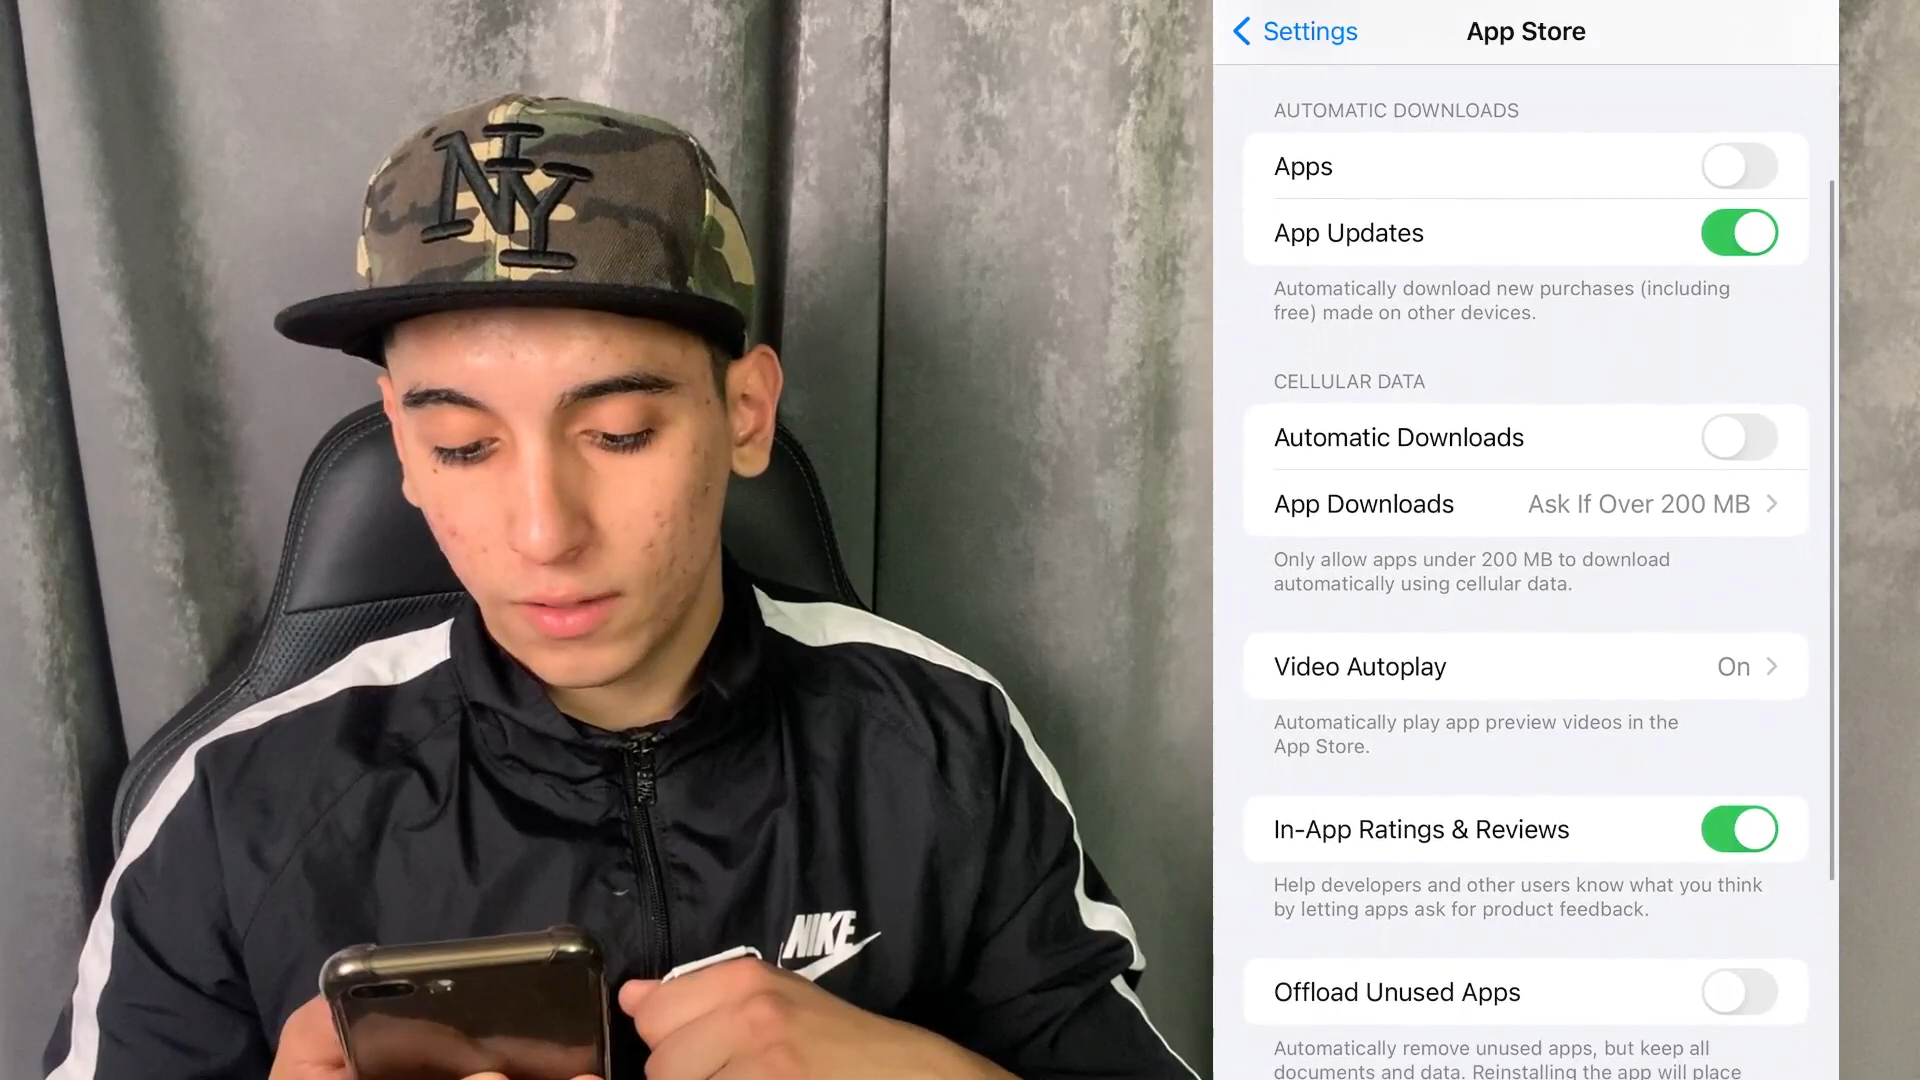 NY
NIKE
Settings
App Store
AUTOMATIC DOWNLOADS
Apps
App Updates
Automatically download new purchases (including
free) made on other devices.
CELLULAR DATA
Automatic Downloads
App Downloads Ask If Over 200 MB
Only allow apps under 200 MB to download
automatically using cellular data.
Video Autoplay On
Automatically play app preview videos in the
App Store.
In-App Ratings & Reviews
Help developers and other users know what you think
by letting apps ask for product feedback.
Offload Unused Apps
Automatically remove unused apps, but keep all
documents and data. Reinstalling the app will place